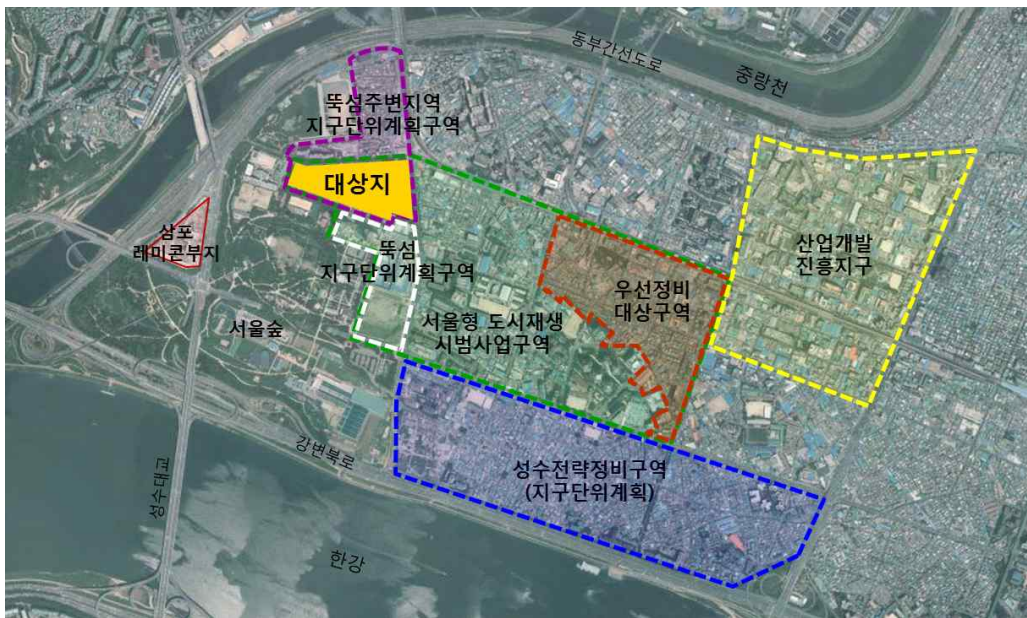 동부간선도로
중랑천
뚝섬주변지역
지구단위계획구역
대상지
삼포
레미콘부지
뚝섬
지구단위계획구역
산업개발
진흥지구
우선정비
대상구역
서울숲
서울형 도시재생
시범사업구역
강변북로
성수대교
성수전략정비구역
(지구단위계획)
한강